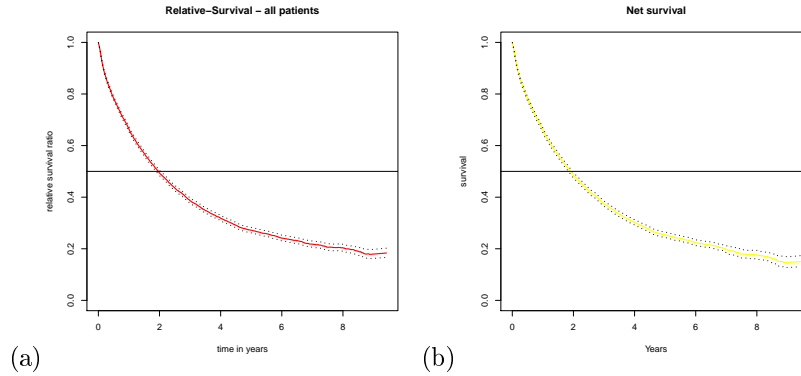 Relative-Survival - all patients
relative survival ratio
1.0
0.8
0.6
0.4
0.2
0.0
0 2 4 6 8
time in years
(a)
Net survival
survival
1.0
0.8
0.6
0.4
0.2
0.0
0 2 4 6 8
Years
(b)